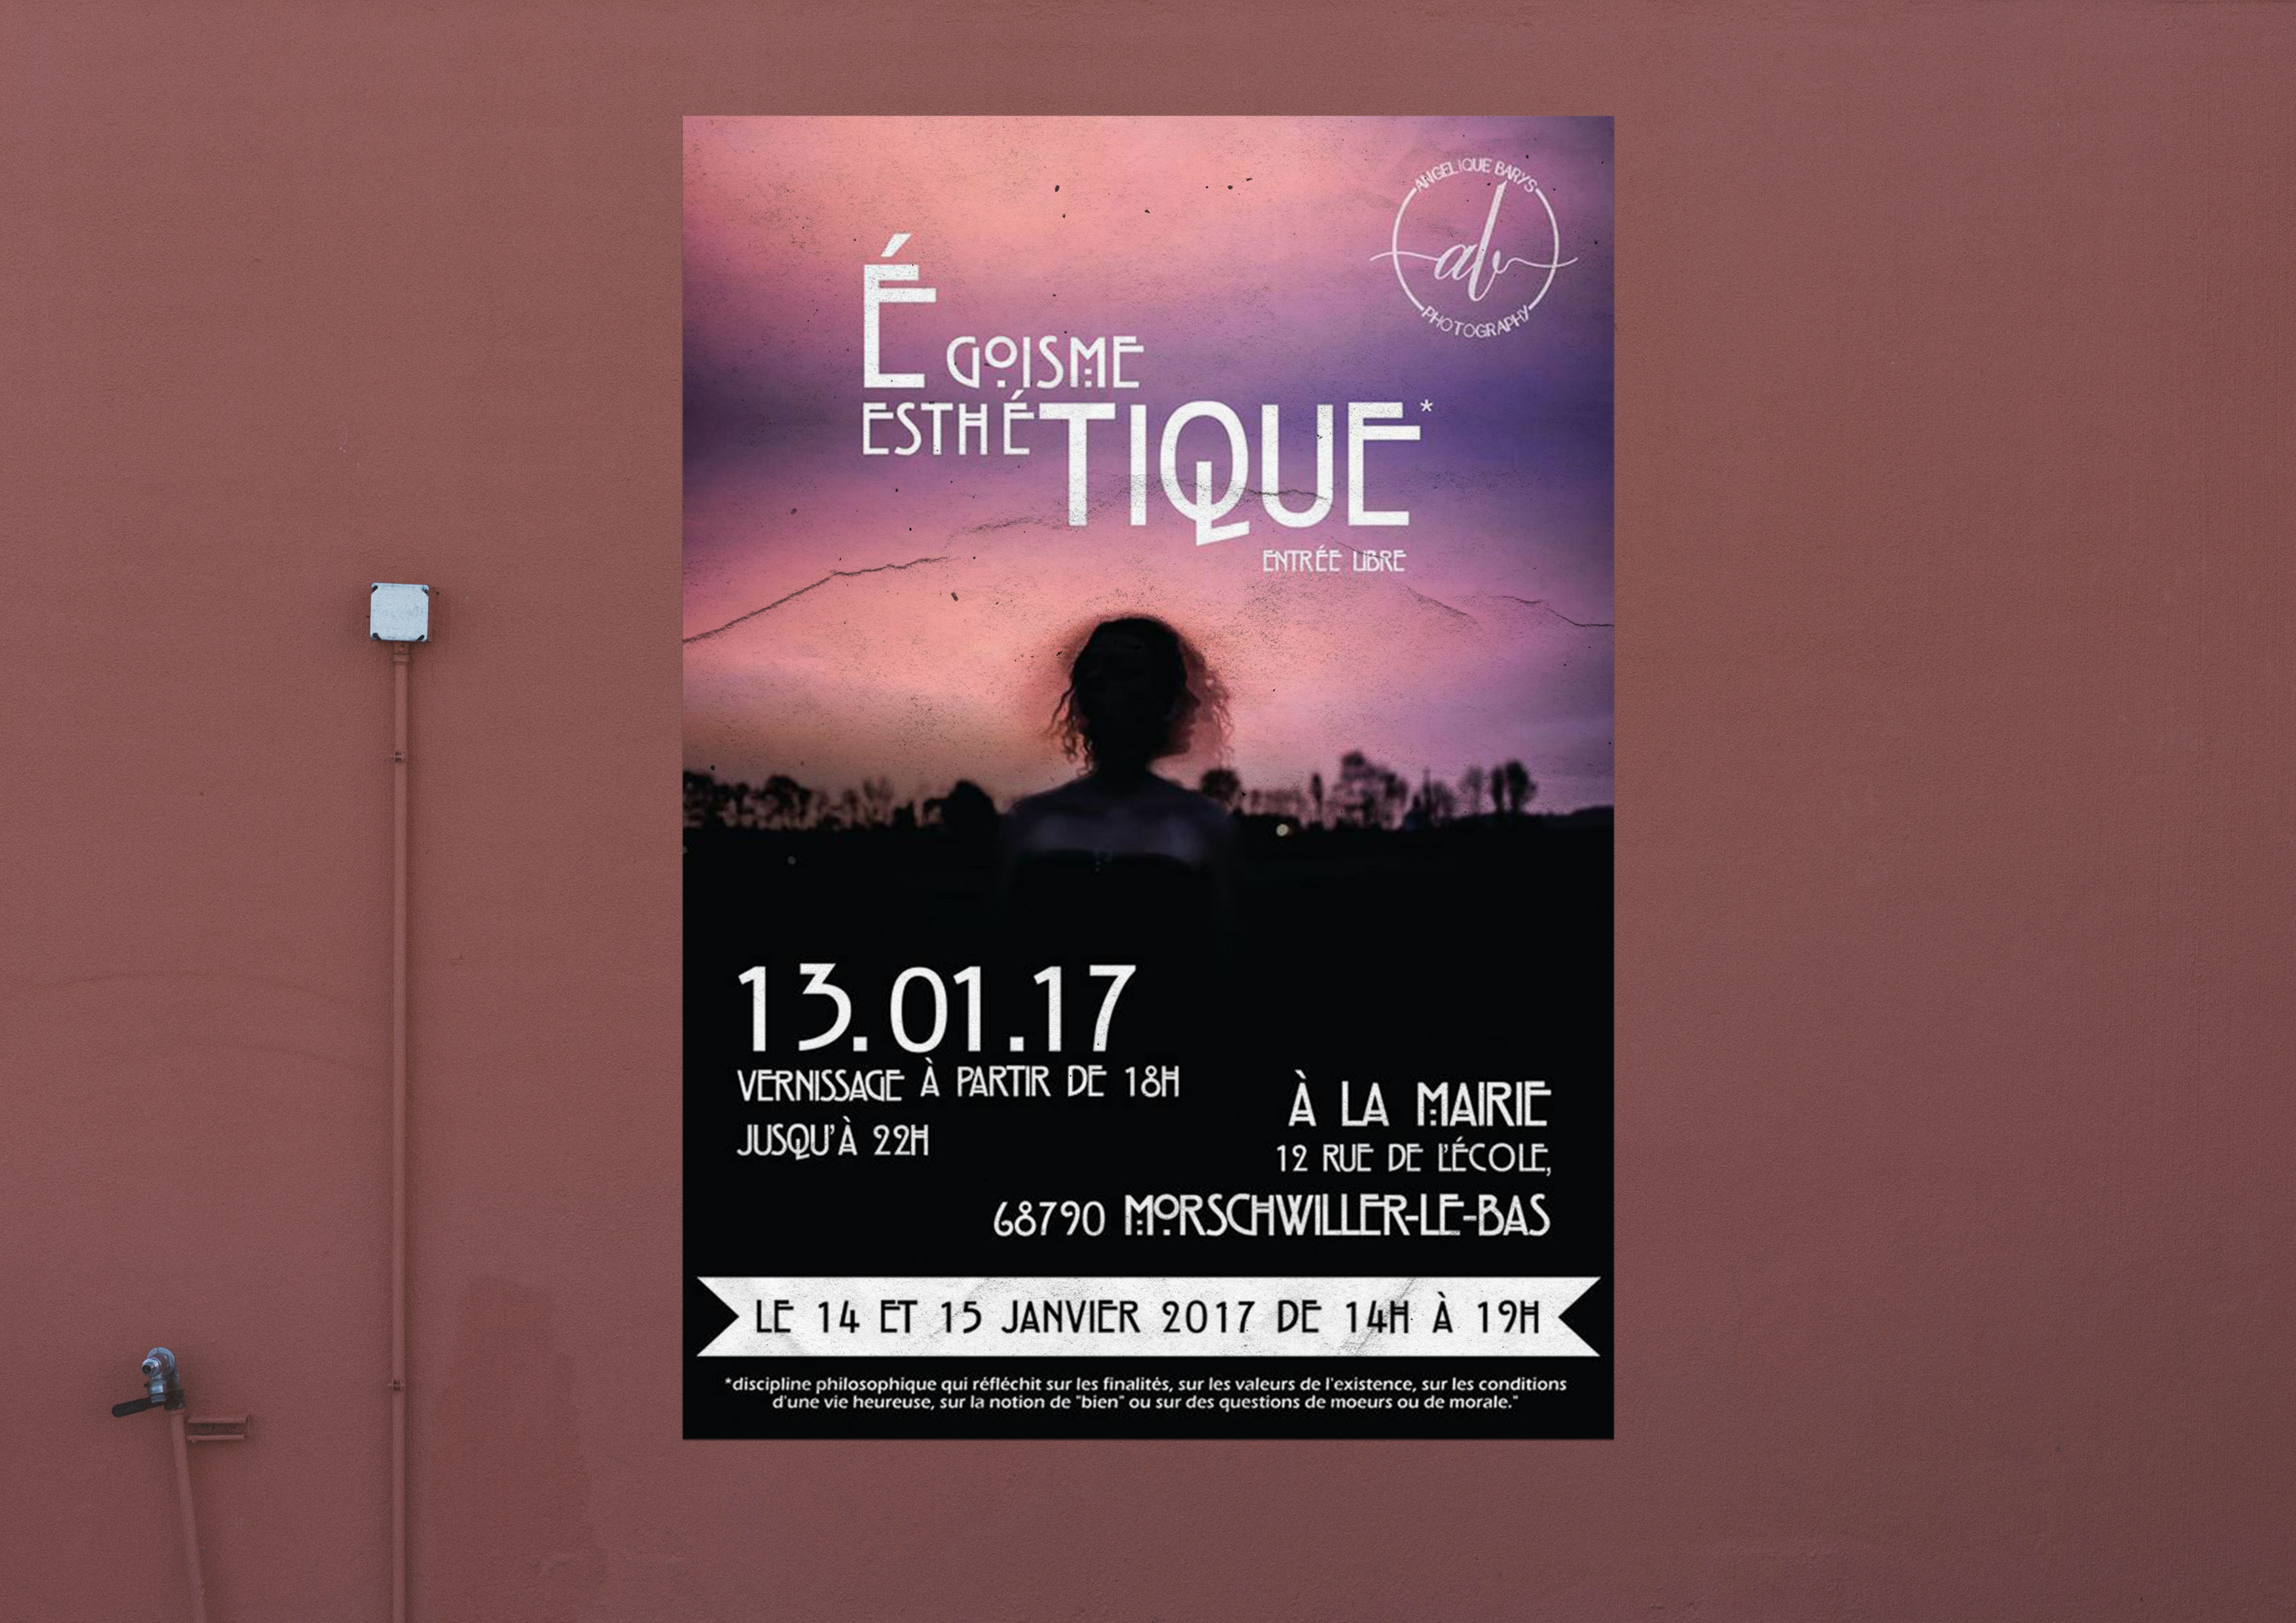 ANGELIQUE BARYS
ab
PHOTOGRAPHY
ÉGOISME
ESTHÉTIQUE*
ENTRÉE LIBRE
13.01.17
VERNISSAGE À PARTIR DE 18H
JUSQU'À 22H
À LA MAIRIE
12 RUE DE L'ÉCOLE,
68790 MORSCHWILLER-LE-BAS
LE 14 ET 15 JANVIER 2017 DE 14H À 19H
*discipline philosophique qui réfléchit sur les finalités, sur les valeurs de l'existence, sur les conditions
d'une vie heureuse, sur la notion de "bien" ou sur des questions de moeurs ou de morale."